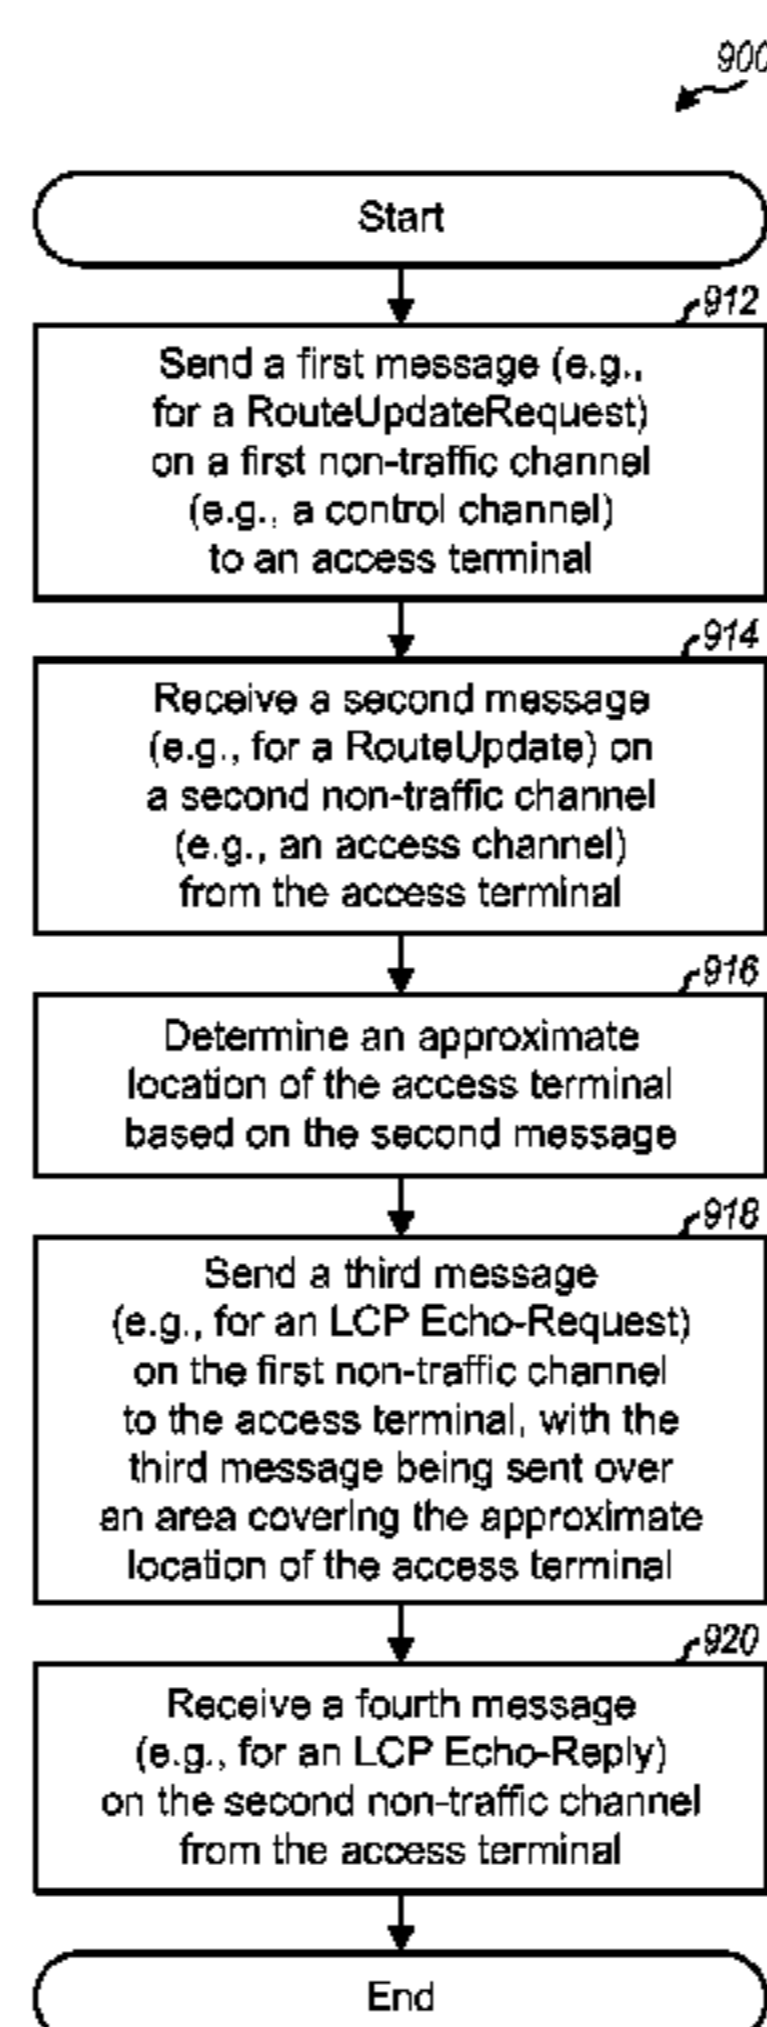 900
Start
912
Send a first message (e.g.,
for a RouteUpdateRequest)
on a first non-traffic channel
(e.g., a control channel)
to an access terminal
914
Receive a second message
(e.g., for a RouteUpdate) on
a second non-traffic channel
(e.g., an access channel)
from the access terminal
916
Determine an approximate
location of the access terminal
based on the second message
918
Send a third message
(e.g., for an LCP Echo-Request)
on the first non-traffic channel
to the access terminal, with the
third message being sent over
an area covering the approximate
location of the access terminal
920
Receive a fourth message
(e.g., for an LCP Echo-Reply)
on the second non-traffic channel
from the access terminal
End